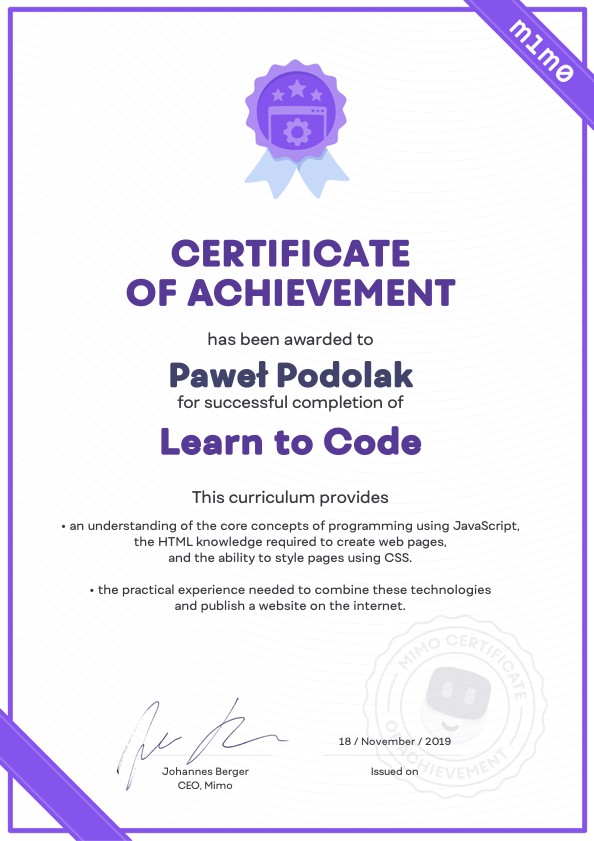 m1m0
CERTIFICATE
OF ACHIEVEMENT
has been awarded to
Paweł Podolak
for successful completion of
Learn to Code
This curriculum provides
• an understanding of the core concepts of programming using JavaScript,
the HTML knowledge required to create web pages,
and the ability to style pages using CSS.
• the practical experience needed to combine these technologies
and publish a website on the internet.
MIMO CERTIFICATE
OF ACHIEVEMENT
18 / November / 2019
Issued on
Johannes Berger
CEO, Mimo